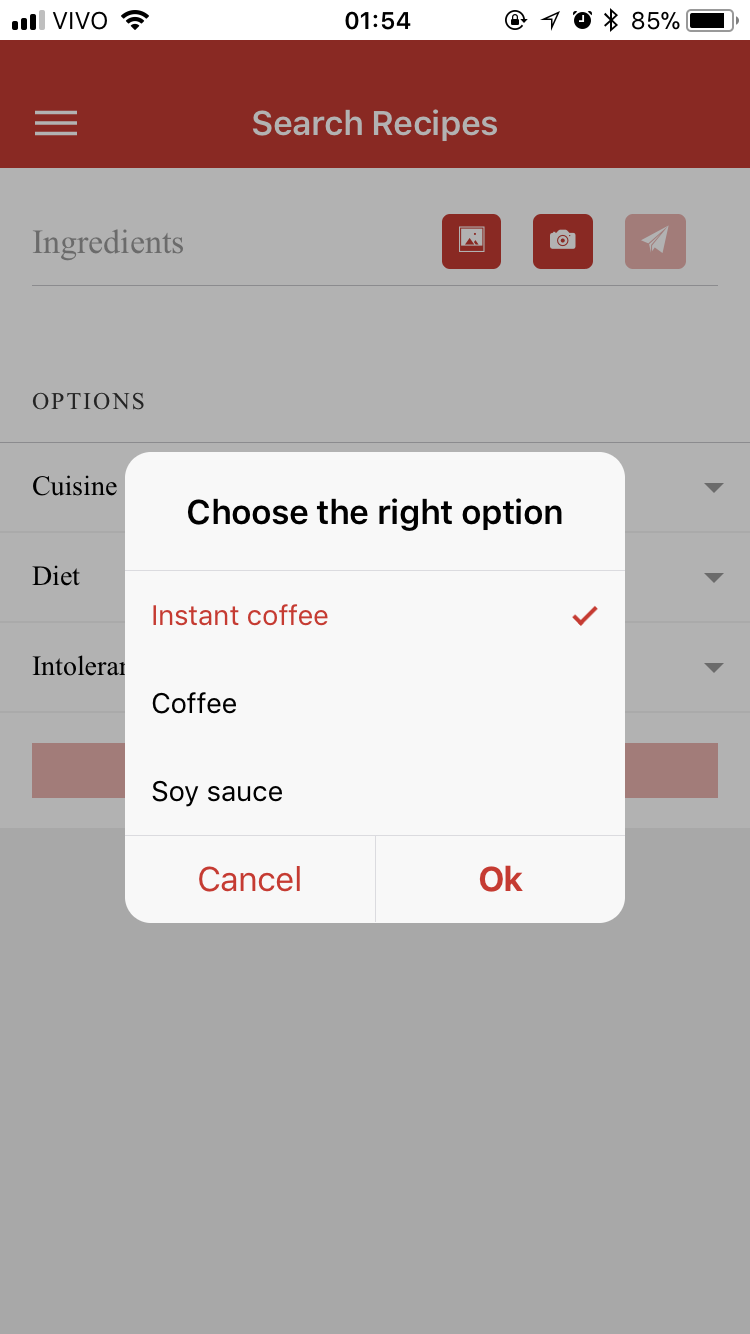 VIVO 01:54 85%
Search Recipes
Ingredients
OPTIONS
Cuisine
Diet
Choose the right option
Instant coffee
Coffee
Soy sauce
Cancel Ok